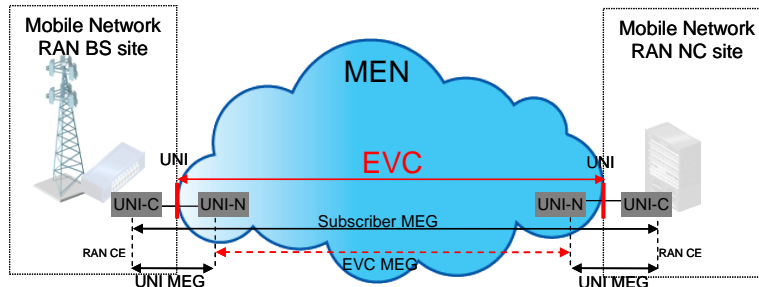 Mobile Network
RAN BS site
Mobile Network
RAN NC site
MEN
UNI
EVC
UNI
UNI-C
UNI-N
UNI-N
UNI-C
Subscriber MEG
RAN CE
RAN CE
EVC MEG
UNI MEG
UNI MEG